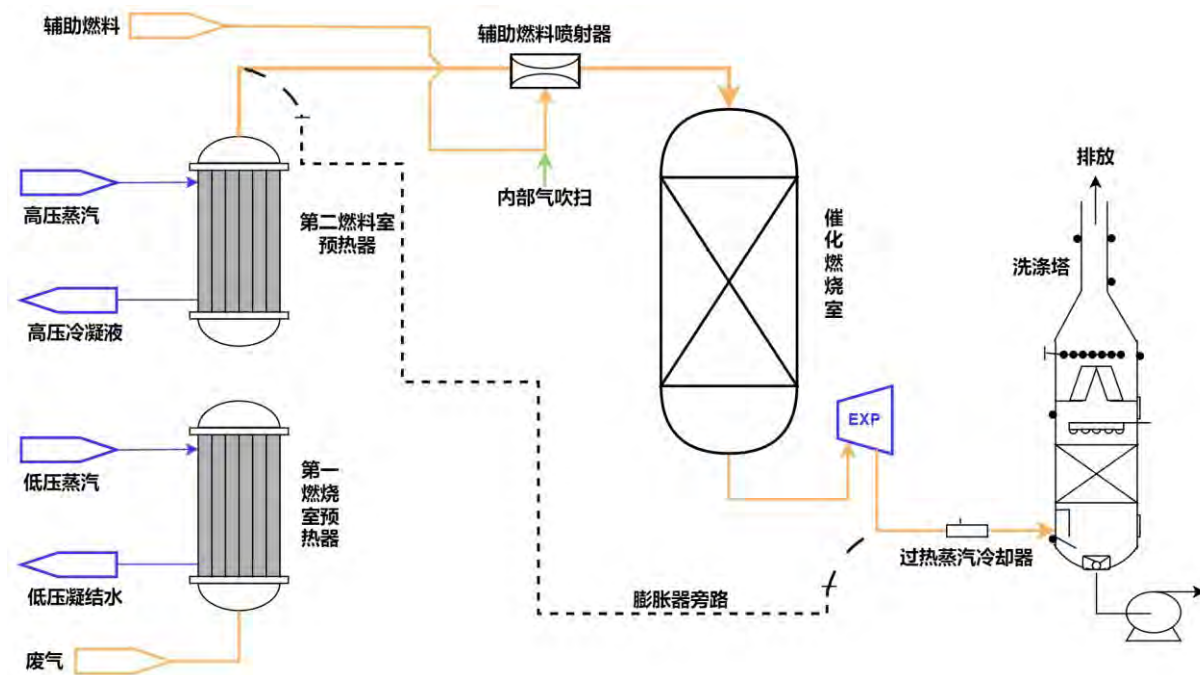 辅助燃料
辅助燃料喷射器
高压蒸汽
第二燃料室
预热器
内部气吹扫
高压冷凝液
催
化
燃
烧
室
排放
洗涤塔
EXP
低压蒸汽
第一
燃烧
室预
热器
低压凝结水
过热蒸汽冷却器
膨胀器旁路
废气